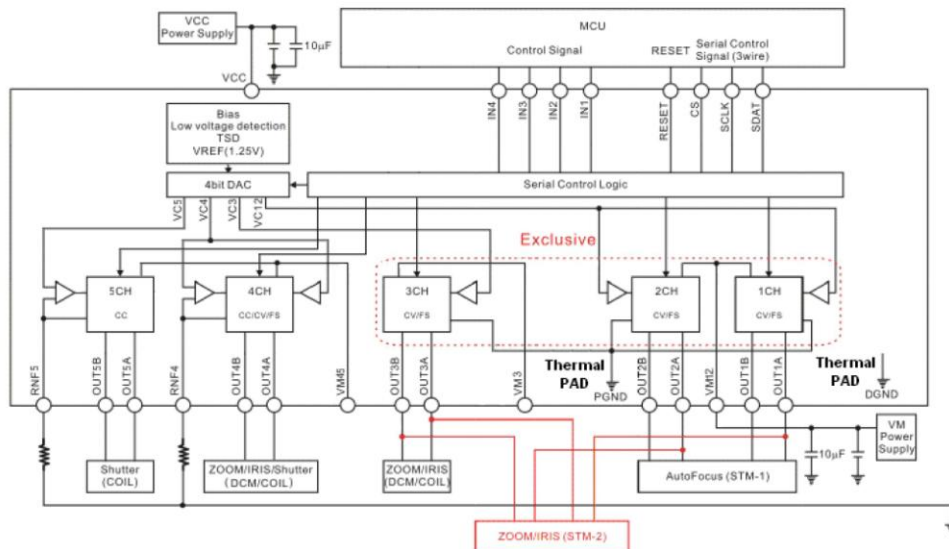 VCC
Power Supply
10μF
VCC
MCU
Control Signal
RESET
Serial Control
Signal (3wire)
IN4
IN3
IN2
IN1
RESET
CS
SCLK
SDAT
Bias
Low voltage detection
TSD
VREF(1.25V)
4bit DAC
Serial Control Logic
VC5
VC4
VC3
VC12
Exclusive
5CH
CC
4CH
CC/CV/FS
3CH
CV/FS
2CH
CV/FS
1CH
CV/FS
Thermal
PAD
PGND
Thermal
PAD
DGND
RNF5
OUT5B
OUT5A
RNF4
OUT4B
OUT4A
VM45
OUT3B
OUT3A
VM3
OUT2B
OUT2A
VM12
OUT1B
OUT1A
VM
Power
Supply
10μF
Shutter
(COIL)
ZOOM/IRIS/Shutter
(DCM/COIL)
ZOOM/IRIS
(DCM/COIL)
AutoFocus (STM-1)
ZOOM/IRIS (STM-2)